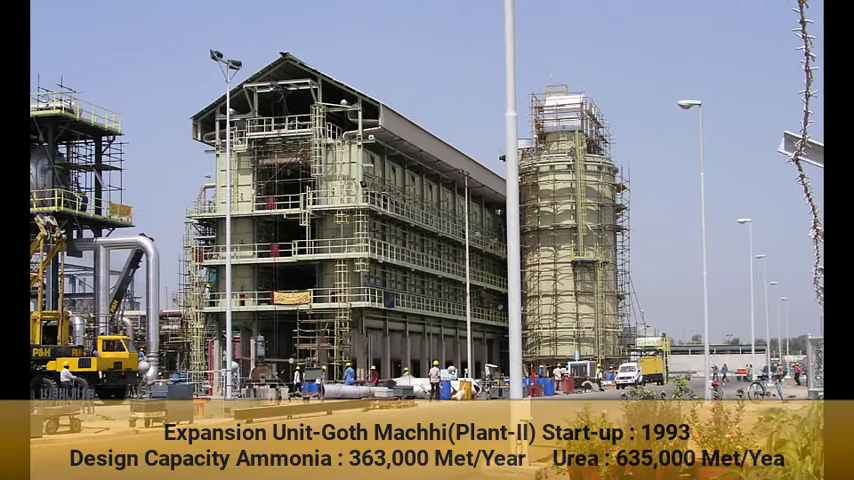 P&H
Expansion Unit-Goth Machhi(Plant-II) Start-up : 1993
Design Capacity Ammonia : 363,000 Met/Year Urea : 635,000 Met/Yea